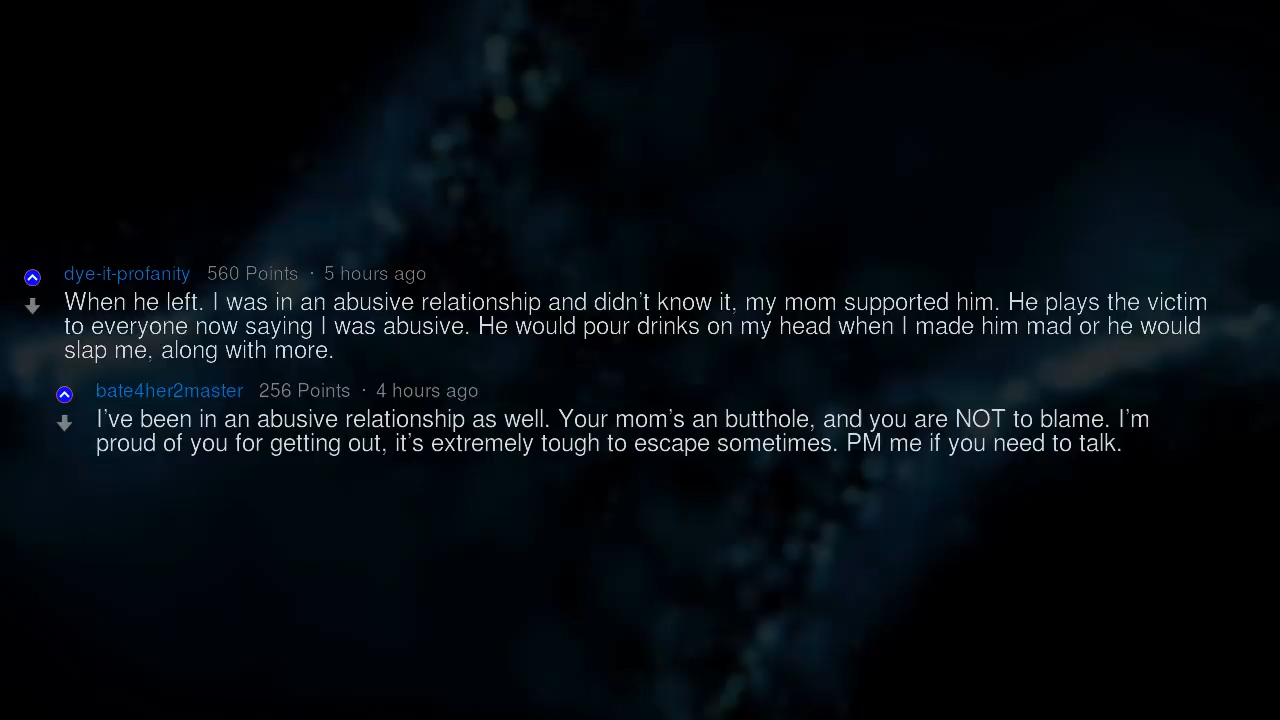 dye-it-profanity 560 Points · 5 hours ago
When he left. I was in an abusive relationship and didn't know it, my mom supported him. He plays the victim
to everyone now saying I was abusive. He would pour drinks on my head when I made him mad or he would
slap me, along with more.
bate4her2master 256 Points · 4 hours ago
I've been in an abusive relationship as well. Your mom's an butthole, and you are NOT to blame. I'm
proud of you for getting out, it's extremely tough to escape sometimes. PM me if you need to talk.